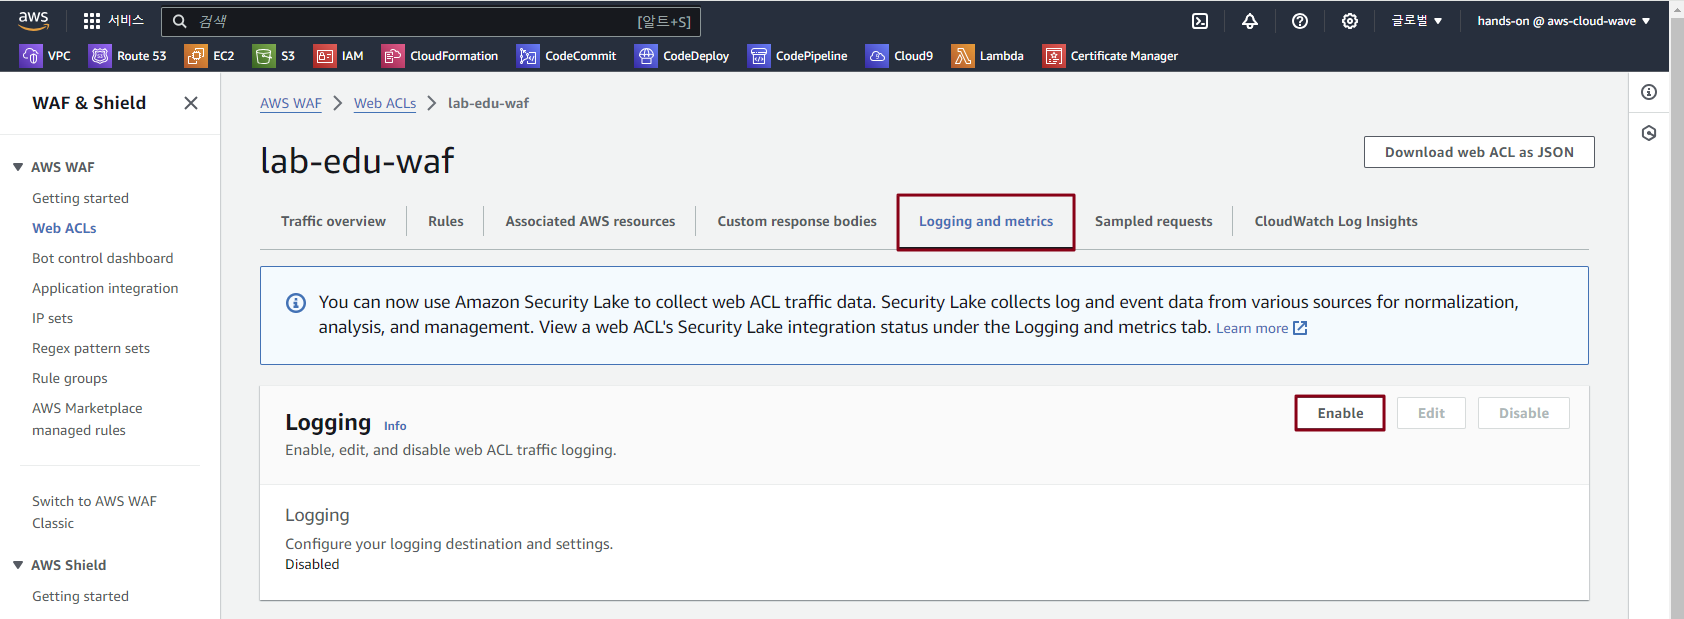 aws
서비스
검색
[알트+S]
글로벌
hands-on @ aws-cloud-wave
VPC
Route 53
EC2
S3
IAM
CloudFormation
CodeCommit
CodeDeploy
CodePipeline
Cloud9
Lambda
Certificate Manager
WAF & Shield
AWS WAF
Getting started
Web ACLs
Bot control dashboard
Application integration
IP sets
Regex pattern sets
Rule groups
AWS Marketplace
managed rules
Switch to AWS WAF
Classic
AWS Shield
Getting started
AWS WAF
Web ACLs
lab-edu-waf
lab-edu-waf
Download web ACL as JSON
Traffic overview
Rules
Associated AWS resources
Custom response bodies
Logging and metrics
Sampled requests
CloudWatch Log Insights
You can now use Amazon Security Lake to collect web ACL traffic data. Security Lake collects log and event data from various sources for normalization,
analysis, and management. View a web ACL's Security Lake integration status under the Logging and metrics tab. Learn more
Logging Info
Enable, edit, and disable web ACL traffic logging.
Enable
Edit
Disable
Logging
Configure your logging destination and settings.
Disabled